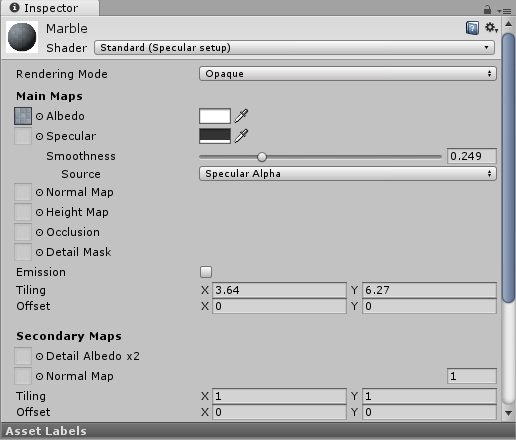 Inspector
Marble
Shader Standard (Specular setup)
Rendering Mode Opaque
Main Maps
Albedo
Specular
Smoothness 0.249
Source Specular Alpha
Normal Map
Height Map
Occlusion
Detail Mask
Emission
Tiling X 3.64 Y 6.27
Offset X 0 Y 0
Secondary Maps
Detail Albedo x2
Normal Map 1
Tiling X 1 Y 1
Offset X 0 Y 0
Asset Labels